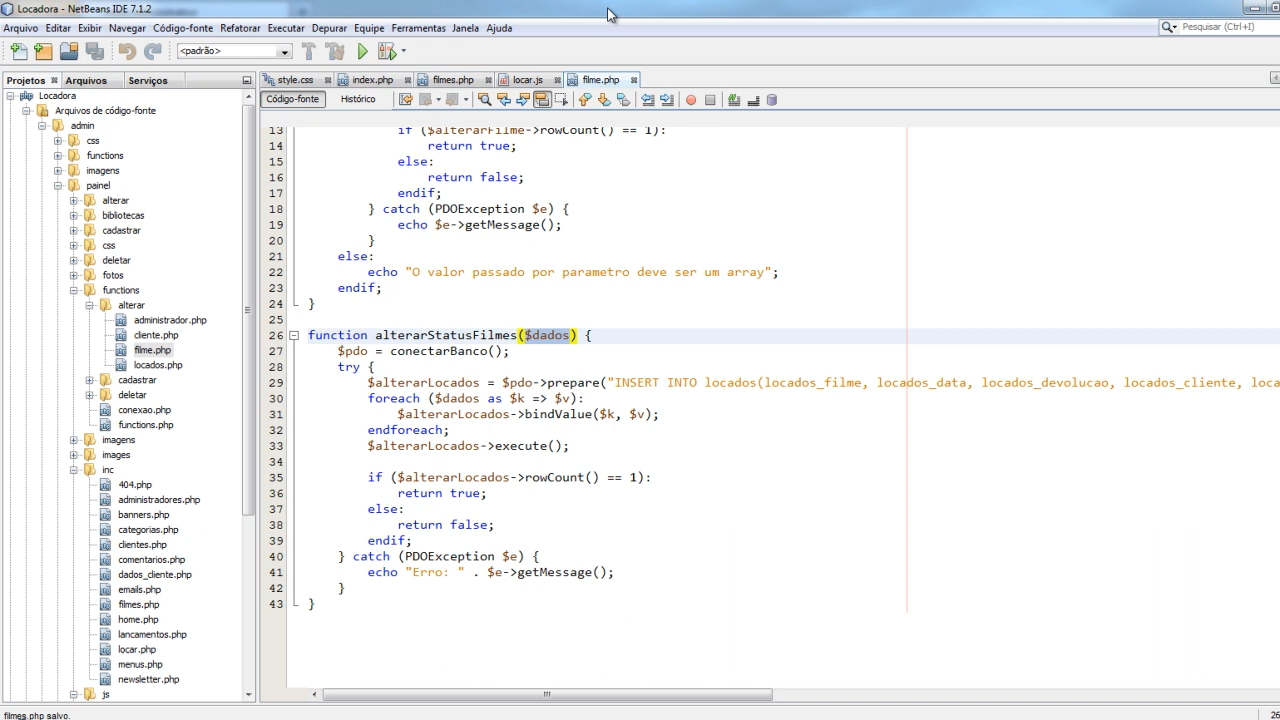 Locadora - NetBeans IDE 7.1.2
Arquivo Editar Exibir Navegar Código-fonte Refatorar Executar Depurar Equipe Ferramentas Janela Ajuda
Pesquisar (Ctrl+I)
<padrão>
Projetos Arquivos Serviços
style.css index.php filmes.php locar.js filme.php
Código-fonte Histórico
Locadora
Arquivos de código-fonte
admin
css
functions
imagens
painel
alterar
bibliotecas
cadastrar
css
deletar
fotos
functions
alterar
administrador.php
cliente.php
filme.php
locados.php
cadastrar
deletar
conexao.php
functions.php
imagens
images
inc
404.php
administradores.php
banners.php
categorias.php
clientes.php
comentarios.php
dados_cliente.php
emails.php
filmes.php
home.php
lancamentos.php
locar.php
menus.php
newsletter.php
js
13 if ($alterarFilme->rowCount() == 1):
14 return true;
15 else:
16 return false;
17 endif;
18 } catch (PDOException $e) {
19 echo $e->getMessage();
20 }
21 else:
22 echo "O valor passado por parametro deve ser um array";
23 endif;
24 }
25
26 function alterarStatusFilmes($dados) {
27 $pdo = conectarBanco();
28 try {
29 $alterarLocados = $pdo->prepare("INSERT INTO locados(locados_filme, locados_data, locados_devolucao, locados_cliente, loca
30 foreach ($dados as $k => $v):
31 $alterarLocados->bindValue($k, $v);
32 endforeach;
33 $alterarLocados->execute();
34
35 if ($alterarLocados->rowCount() == 1):
36 return true;
37 else:
38 return false;
39 endif;
40 } catch (PDOException $e) {
41 echo "Erro: " . $e->getMessage();
42 }
43 }
filmes.php salvo.
26